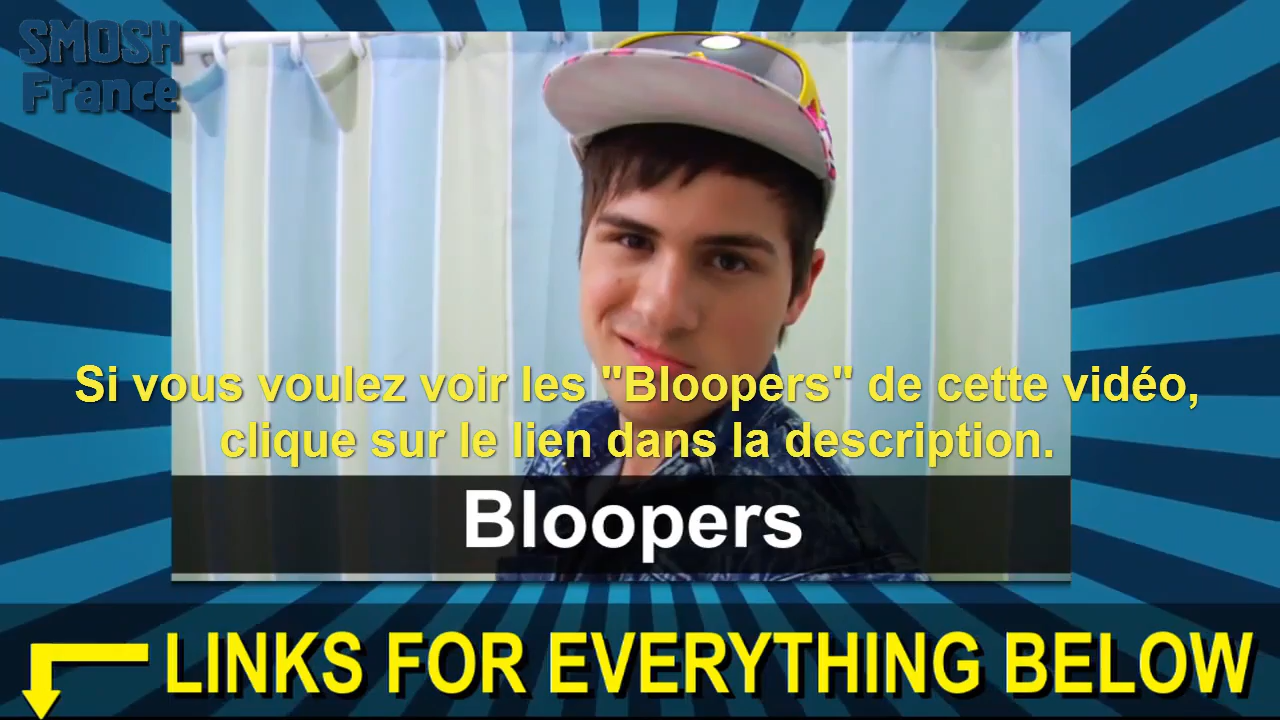 SMOSH
France
Si vous voulez voir les "Bloopers" de cette vidéo,
clique sur le lien dans la description.
Bloopers
LINKS FOR EVERYTHING BELOW